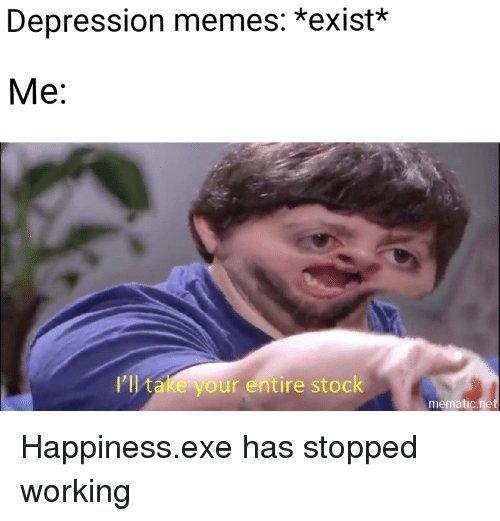 Depression memes: *exist*
Me:
I'll take your entire stock
mematic.net
Happiness.exe has stopped
working